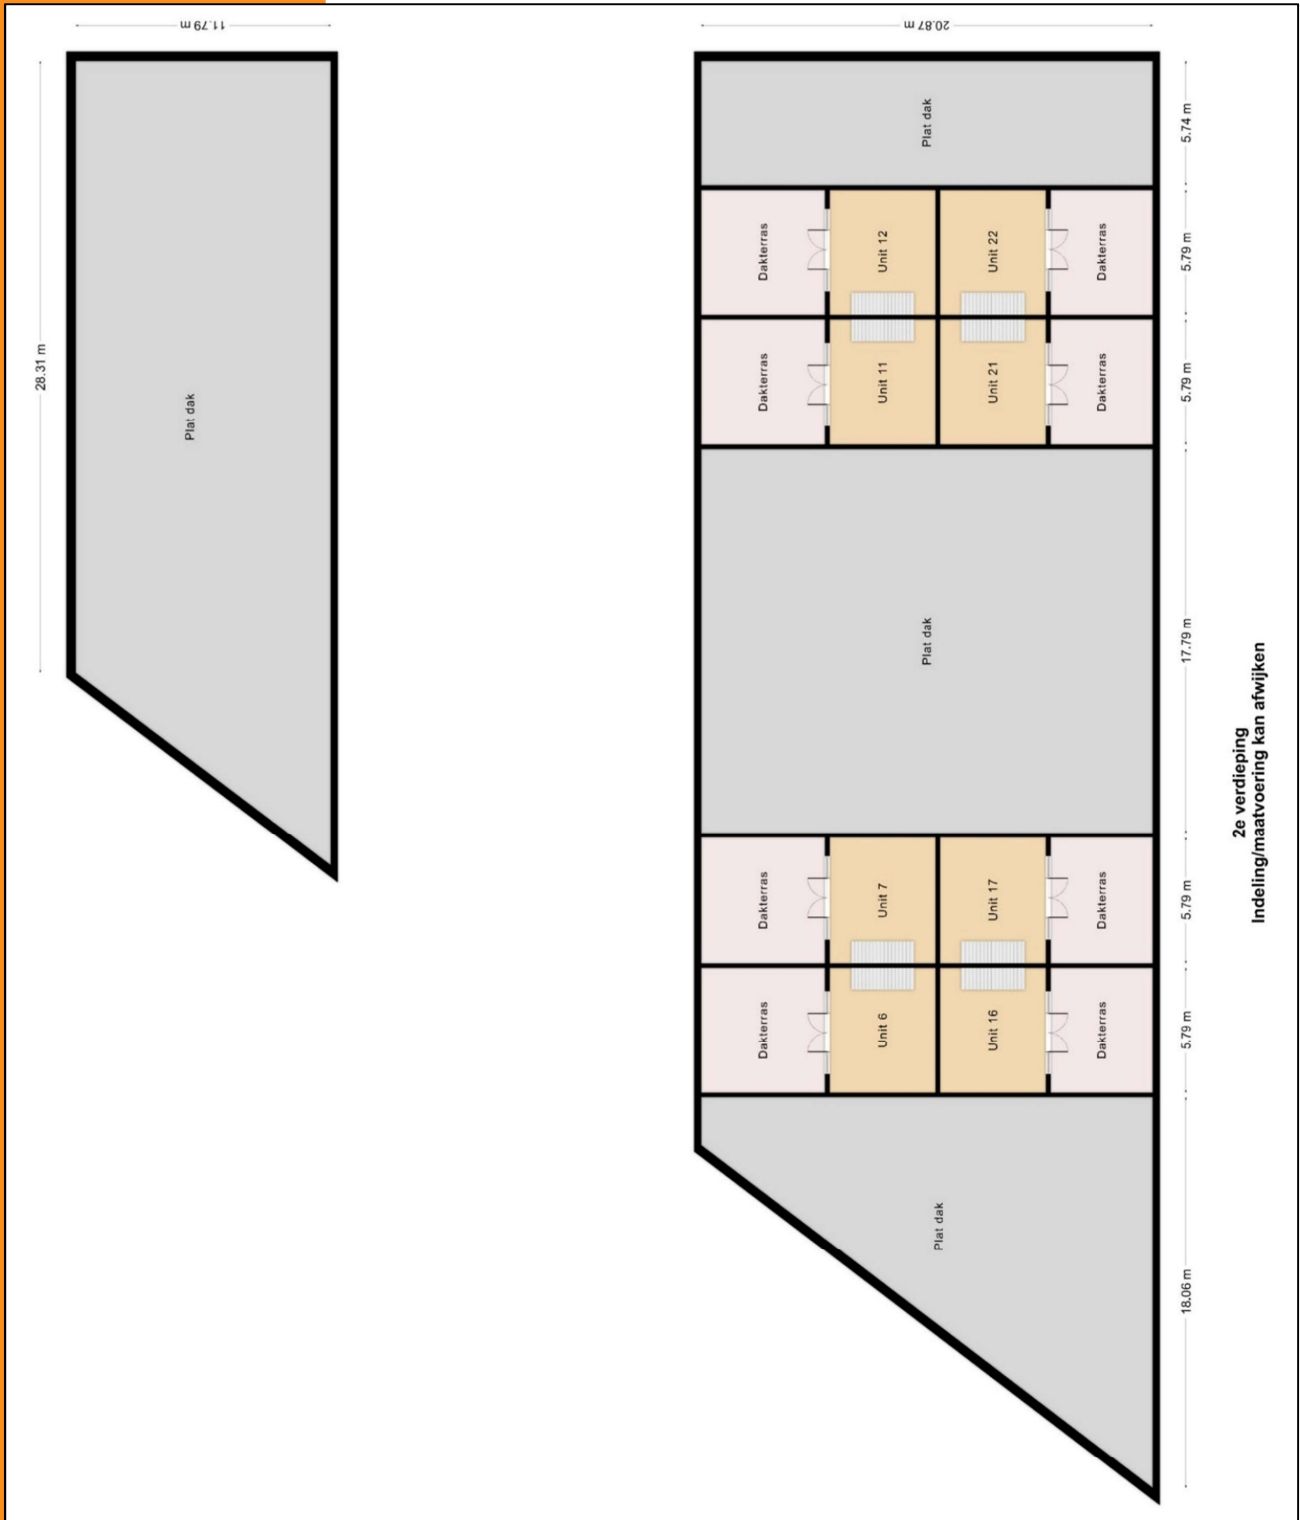 11.79 m
28.31 m
Plat dak
20.87 m
Plat dak
5.74 m
Dakterras
Unit 12
Unit 22
Dakterras
5.79 m
Dakterras
Unit 11
Unit 21
Dakterras
5.79 m
Plat dak
17.79 m
Dakterras
Unit 7
Unit 17
Dakterras
5.79 m
Dakterras
Unit 6
Unit 16
Dakterras
5.79 m
Plat dak
18.06 m
2e verdieping
Indeling/maatvoering kan afwijken